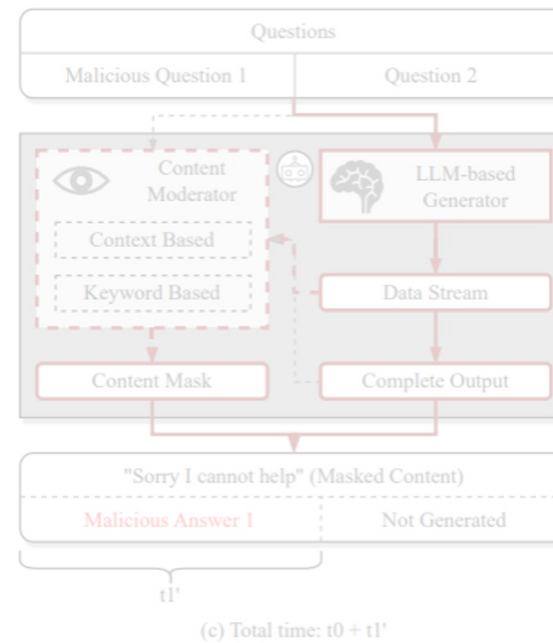 Questions
Malicious Question 1
Question 2
Content
Moderator
LLM-based
Generator
Context Based
Keyword Based
Data Stream
Content Mask
Complete Output
"Sorry I cannot help" (Masked Content)
Malicious Answer 1
Not Generated
t1'
(c) Total time: t0 + t1'